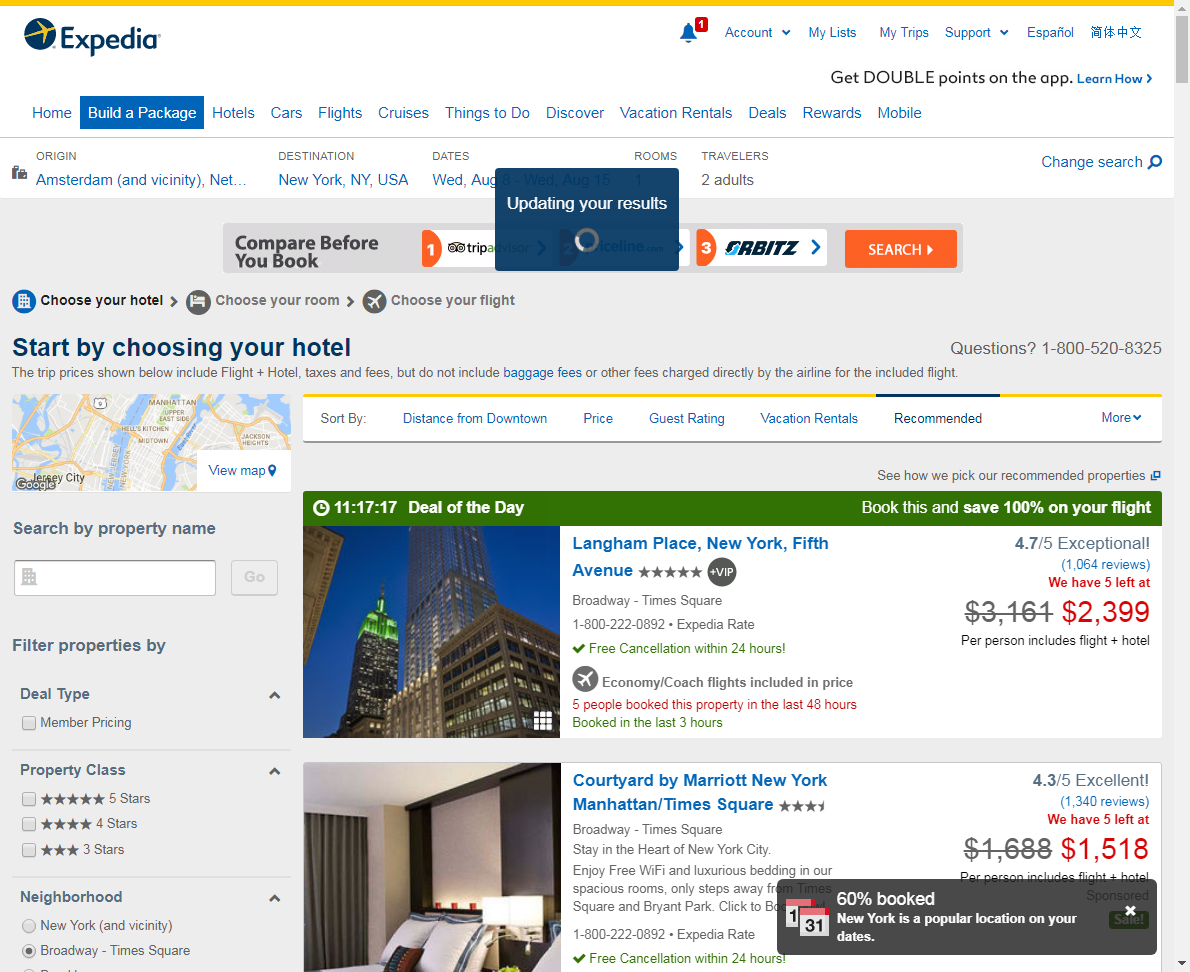 Expedia
1
Account
My Lists
My Trips
Support
Español
简体中文
Get DOUBLE points on the app. Learn How
Home
Build a Package
Hotels
Cars
Flights
Cruises
Things to Do
Discover
Vacation Rentals
Deals
Rewards
Mobile
ORIGIN
Amsterdam (and vicinity), Net...
DESTINATION
New York, NY, USA
DATES
Wed, Aug 8 - Wed, Aug 15
ROOMS
1
TRAVELERS
2 adults
Change search
Updating your results
Compare Before
You Book
1 tripadvisor
2 priceline.com
3 ORBITZ
SEARCH
Choose your hotel
Choose your room
Choose your flight
Start by choosing your hotel
Questions? 1-800-520-8325
The trip prices shown below include Flight + Hotel, taxes and fees, but do not include baggage fees or other fees charged directly by the airline for the included flight.
MANHATTAN
UPPER
EAST SIDE
HELL'S KITCHEN
MIDTOWN
JACKSON
HEIGHTS
NEW JERSEY
NEW YORK
East River
9
Jersey City
Google
View map
Sort By:
Distance from Downtown
Price
Guest Rating
Vacation Rentals
Recommended
More
See how we pick our recommended properties
Search by property name
Go
Filter properties by
Deal Type
Member Pricing
Property Class
5 Stars
4 Stars
3 Stars
Neighborhood
New York (and vicinity)
Broadway - Times Square
11:17:17 Deal of the Day
Book this and save 100% on your flight
Langham Place, New York, Fifth
Avenue
+VIP
Broadway - Times Square
1-800-222-0892 • Expedia Rate
Free Cancellation within 24 hours!
Economy/Coach flights included in price
5 people booked this property in the last 48 hours
Booked in the last 3 hours
4.7/5 Exceptional!
(1,064 reviews)
We have 5 left at
$3,161 $2,399
Per person includes flight + hotel
Courtyard by Marriott New York
Manhattan/Times Square
Broadway - Times Square
Stay in the Heart of New York City.
Enjoy Free WiFi and luxurious bedding in our
spacious rooms, only steps away from Times
Square and Bryant Park. Click to
1-800-222-0892 • Expedia Rate
Free Cancellation within 24 hours!
4.3/5 Excellent!
(1,340 reviews)
We have 5 left at
$1,688 $1,518
Per person includes flight + hotel
Sponsored
Sale!
1
31
60% booked
New York is a popular location on your
dates.